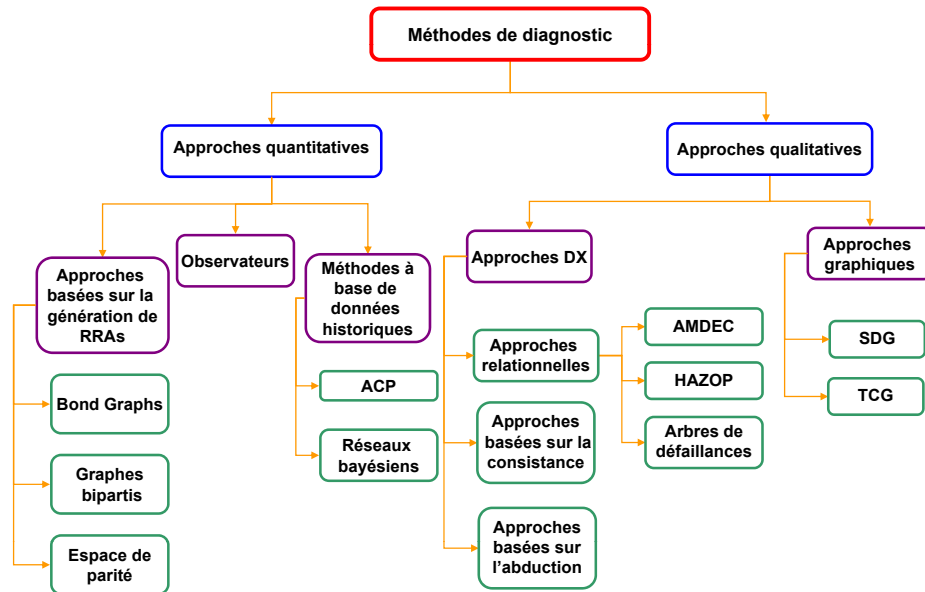 Méthodes de diagnostic
Approches quantitatives
Approches qualitatives
Approches
basées sur la
génération de
RRAs
Observateurs
Méthodes à
base de
données
historiques
Approches DX
Approches
graphiques
Bond Graphs
Graphes
bipartis
Espace de
parité
ACP
Réseaux
bayésiens
Approches
relationnelles
Approches
basées sur la
consistance
Approches
basées sur
l'abduction
AMDEC
HAZOP
Arbres de
défaillances
SDG
TCG